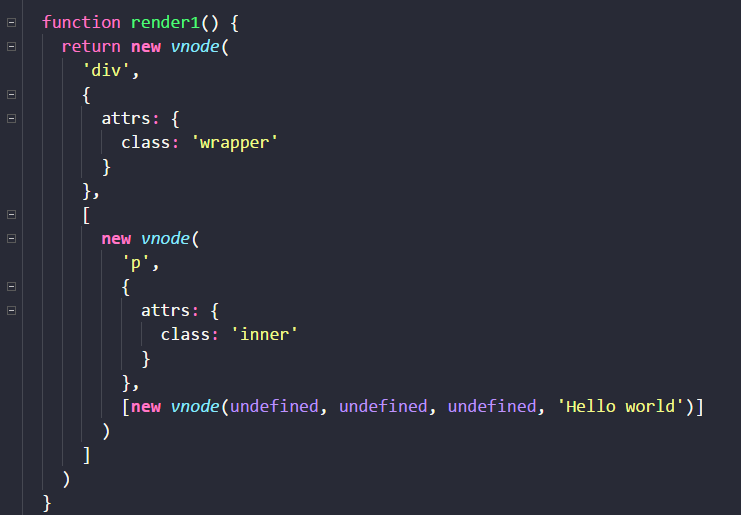 function render1() {
  return new vnode(
    'div',
    {
      attrs: {
        class: 'wrapper'
      }
    },
    [
      new vnode(
        'p',
        {
          attrs: {
            class: 'inner'
          }
        },
        [new vnode(undefined, undefined, undefined, 'Hello world')]
      )
    ]
  )
}